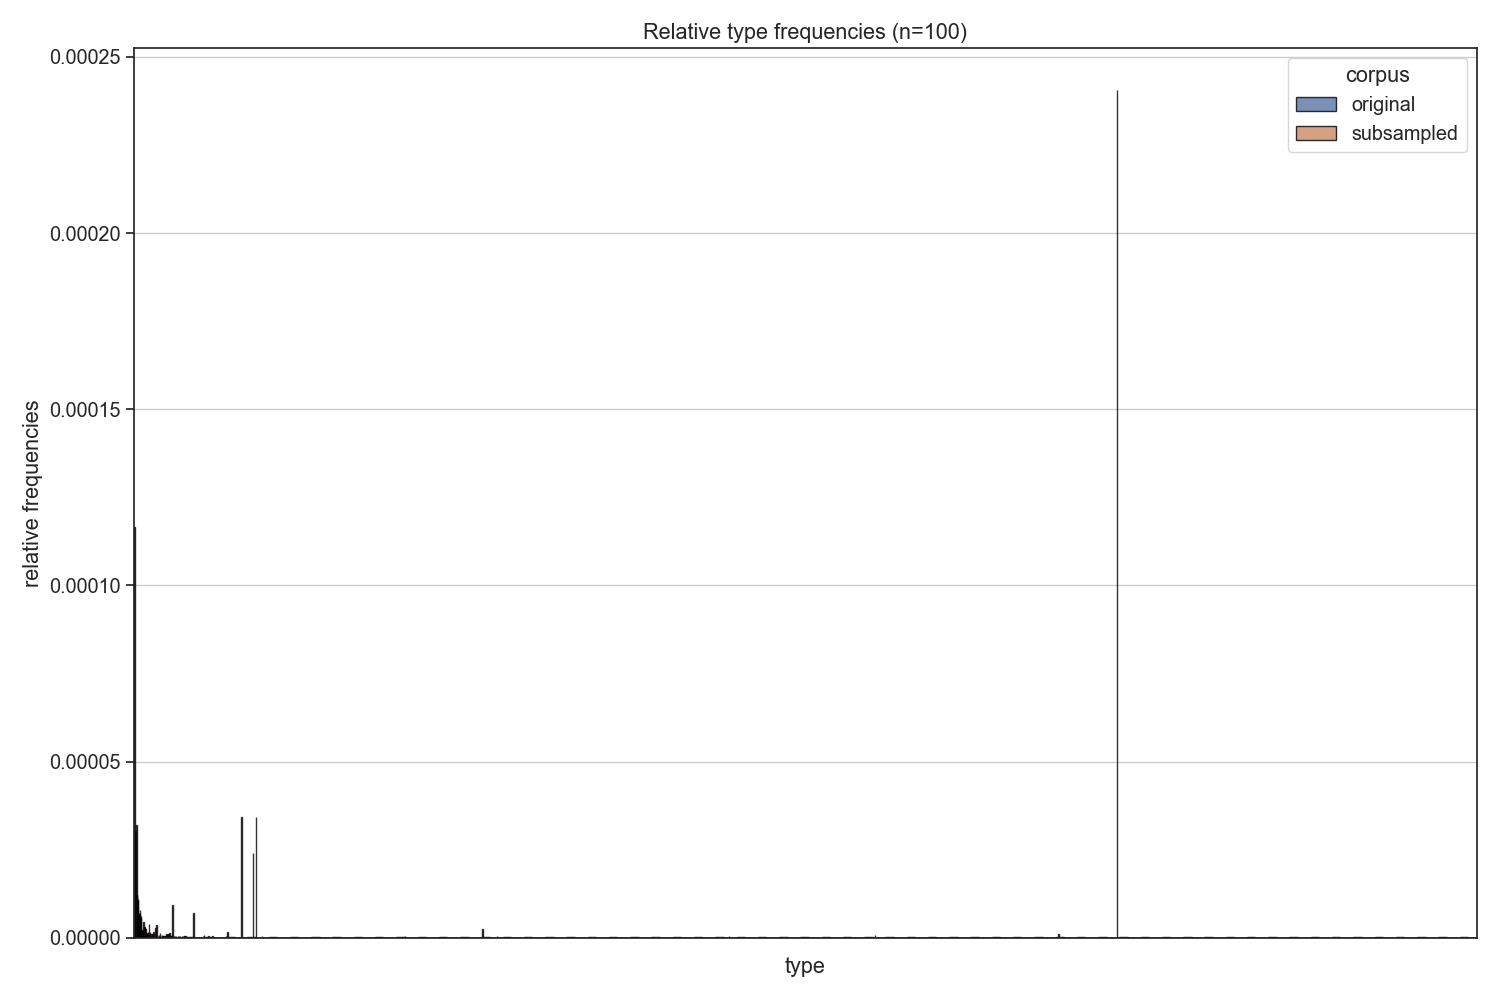 Relative type frequencies (n=100)
corpus
original
subsampled
0.00025
0.00020
0.00015
0.00010
0.00005
0.00000
relative frequencies
type